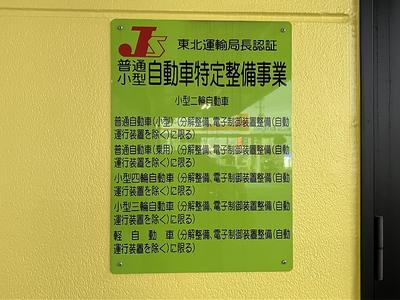 JS 東北運輸局長認証
普通
小型 自動車特定整備事業
小型二輪自動車
普通自動車(小型)(分解整備、電子制御装置整備(自動
運行装置を除く)に限る)
普通自動車(乗用)(分解整備、電子制御装置整備(自動
運行装置を除く)に限る)
小型四輪自動車(分解整備、電子制御装置整備(自動
運行装置を除く)に限る)
小型三輪自動車(分解整備、電子制御装置整備(自動
運行装置を除く)に限る)
軽自動車(分解整備、電子制御装置整備(自動
運行装置を除く)に限る)